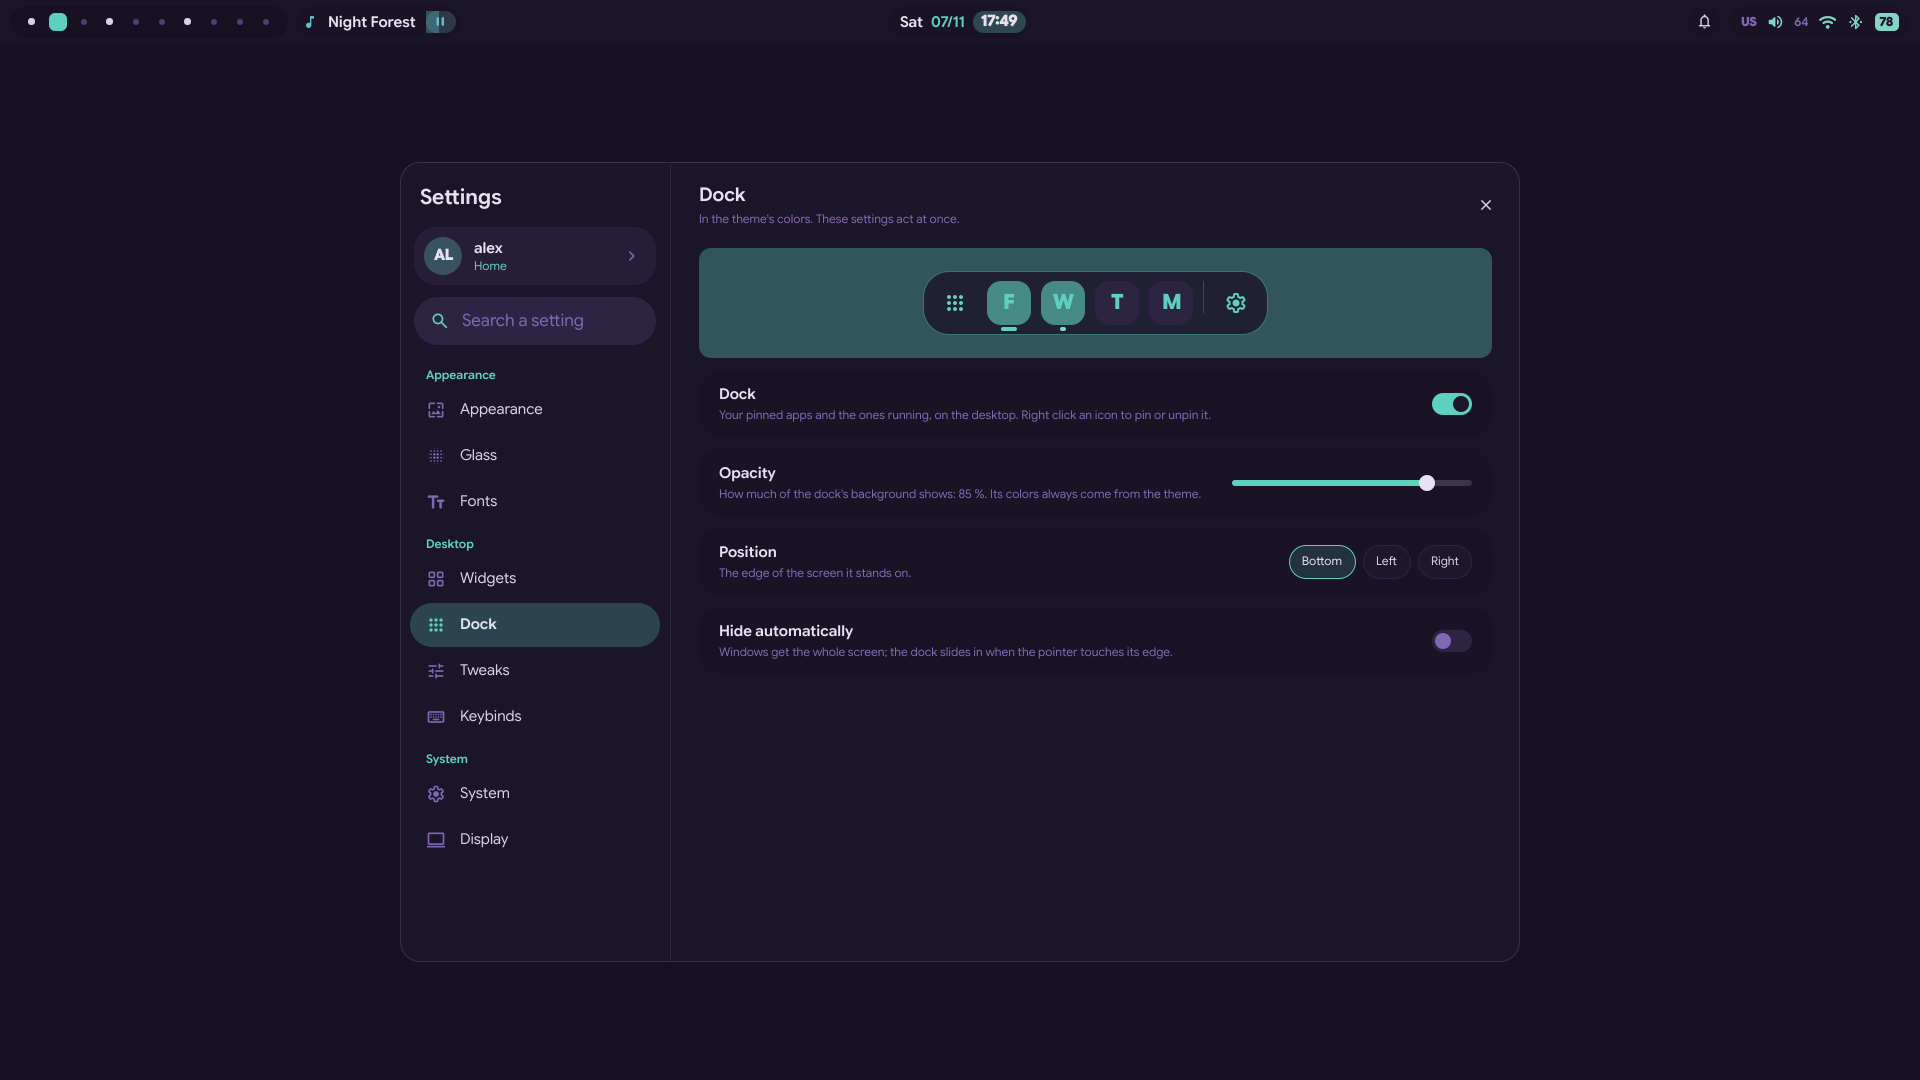 Night Forest
Sat 07/11 17:49
US 64 78
Settings
AL
alex
Home
Search a setting
Appearance
Appearance
Glass
Fonts
Desktop
Widgets
Dock
Tweaks
Keybinds
System
System
Display
Dock
In the theme's colors. These settings act at once.
F W T M
Dock
Your pinned apps and the ones running, on the desktop. Right click an icon to pin or unpin it.
Opacity
How much of the dock's background shows: 85 %. Its colors always come from the theme.
Position
The edge of the screen it stands on.
Bottom Left Right
Hide automatically
Windows get the whole screen; the dock slides in when the pointer touches its edge.